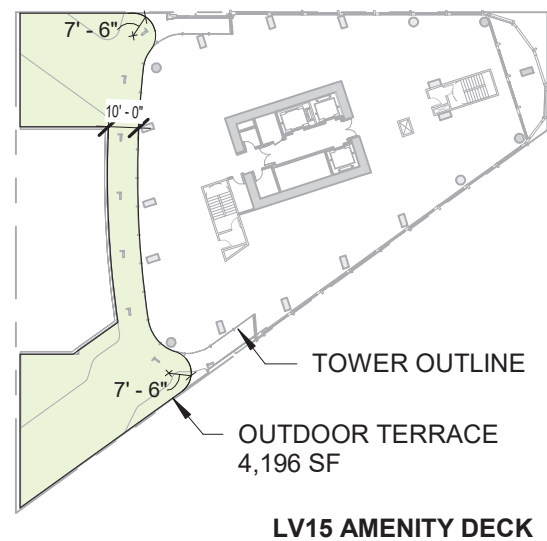 7' - 6"
10' - 0"
TOWER OUTLINE
7' - 6"
OUTDOOR TERRACE
4,196 SF
LV15 AMENITY DECK